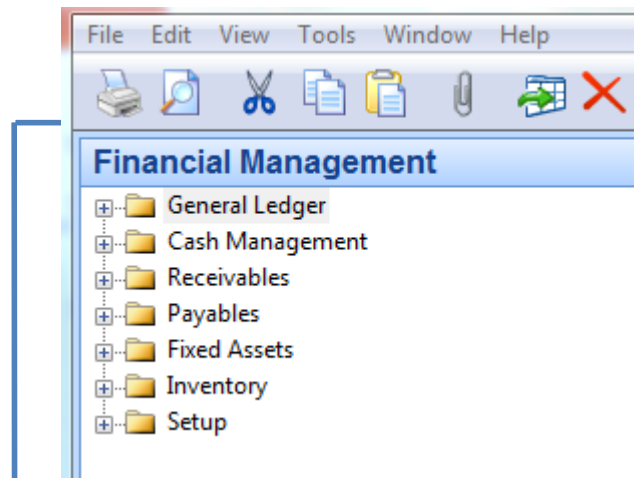 File Edit View Tools Window Help
Financial Management
General Ledger
Cash Management
Receivables
Payables
Fixed Assets
Inventory
Setup